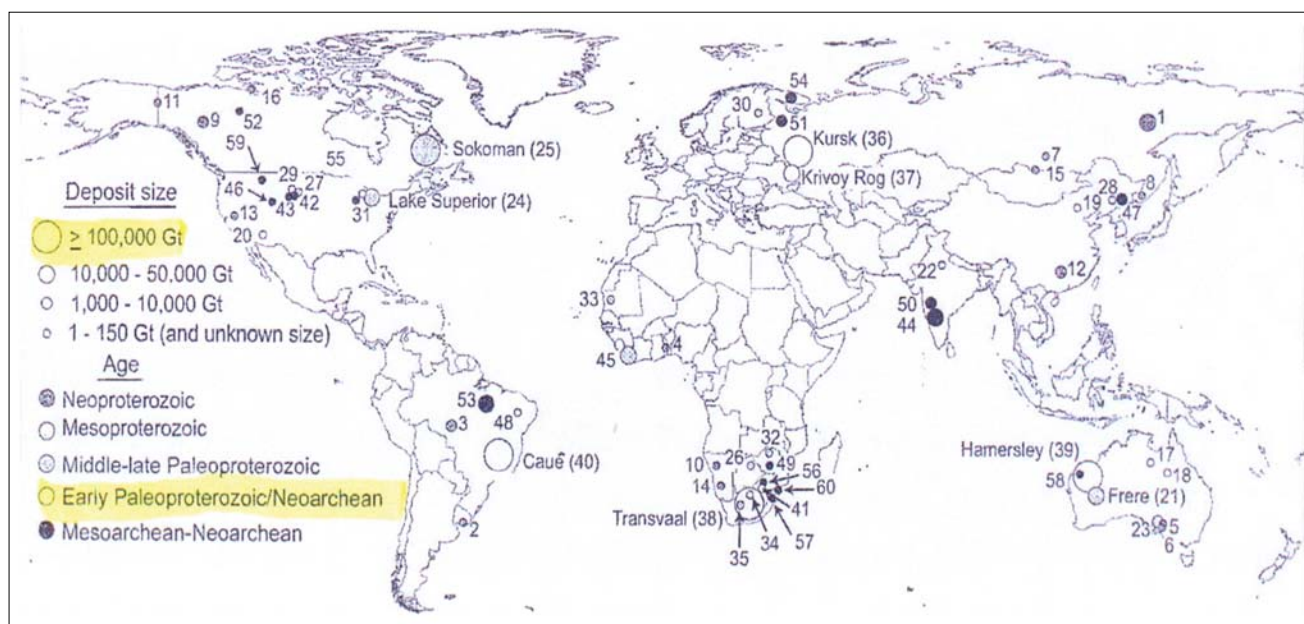 54
16
30
11
1
9
52
51
Kursk (36)
59
55
Sokoman (25)
7
29
Krivoy Rog (37)
15
Deposit size
46
27
28
8
Lake Superior (24)
13
43
42
31
19
47
≥ 100,000 Gt
20
10,000 - 50,000 Gt
22
12
1,000 - 10,000 Gt
33
50
1 - 150 Gt (and unknown size)
44
4
Age
45
Neoproterozoic
53
3
48
Mesoproterozoic
32
Hamersley (39)
Middle-late Paleoproterozoic
Cauê (40)
10
26
49
56
17
18
Early Paleoproterozoic/Neoarchean
14
60
58
Frere (21)
Mesoarchean-Neoarchean
2
Transvaal (38)
41
23
5
35
34
57
6